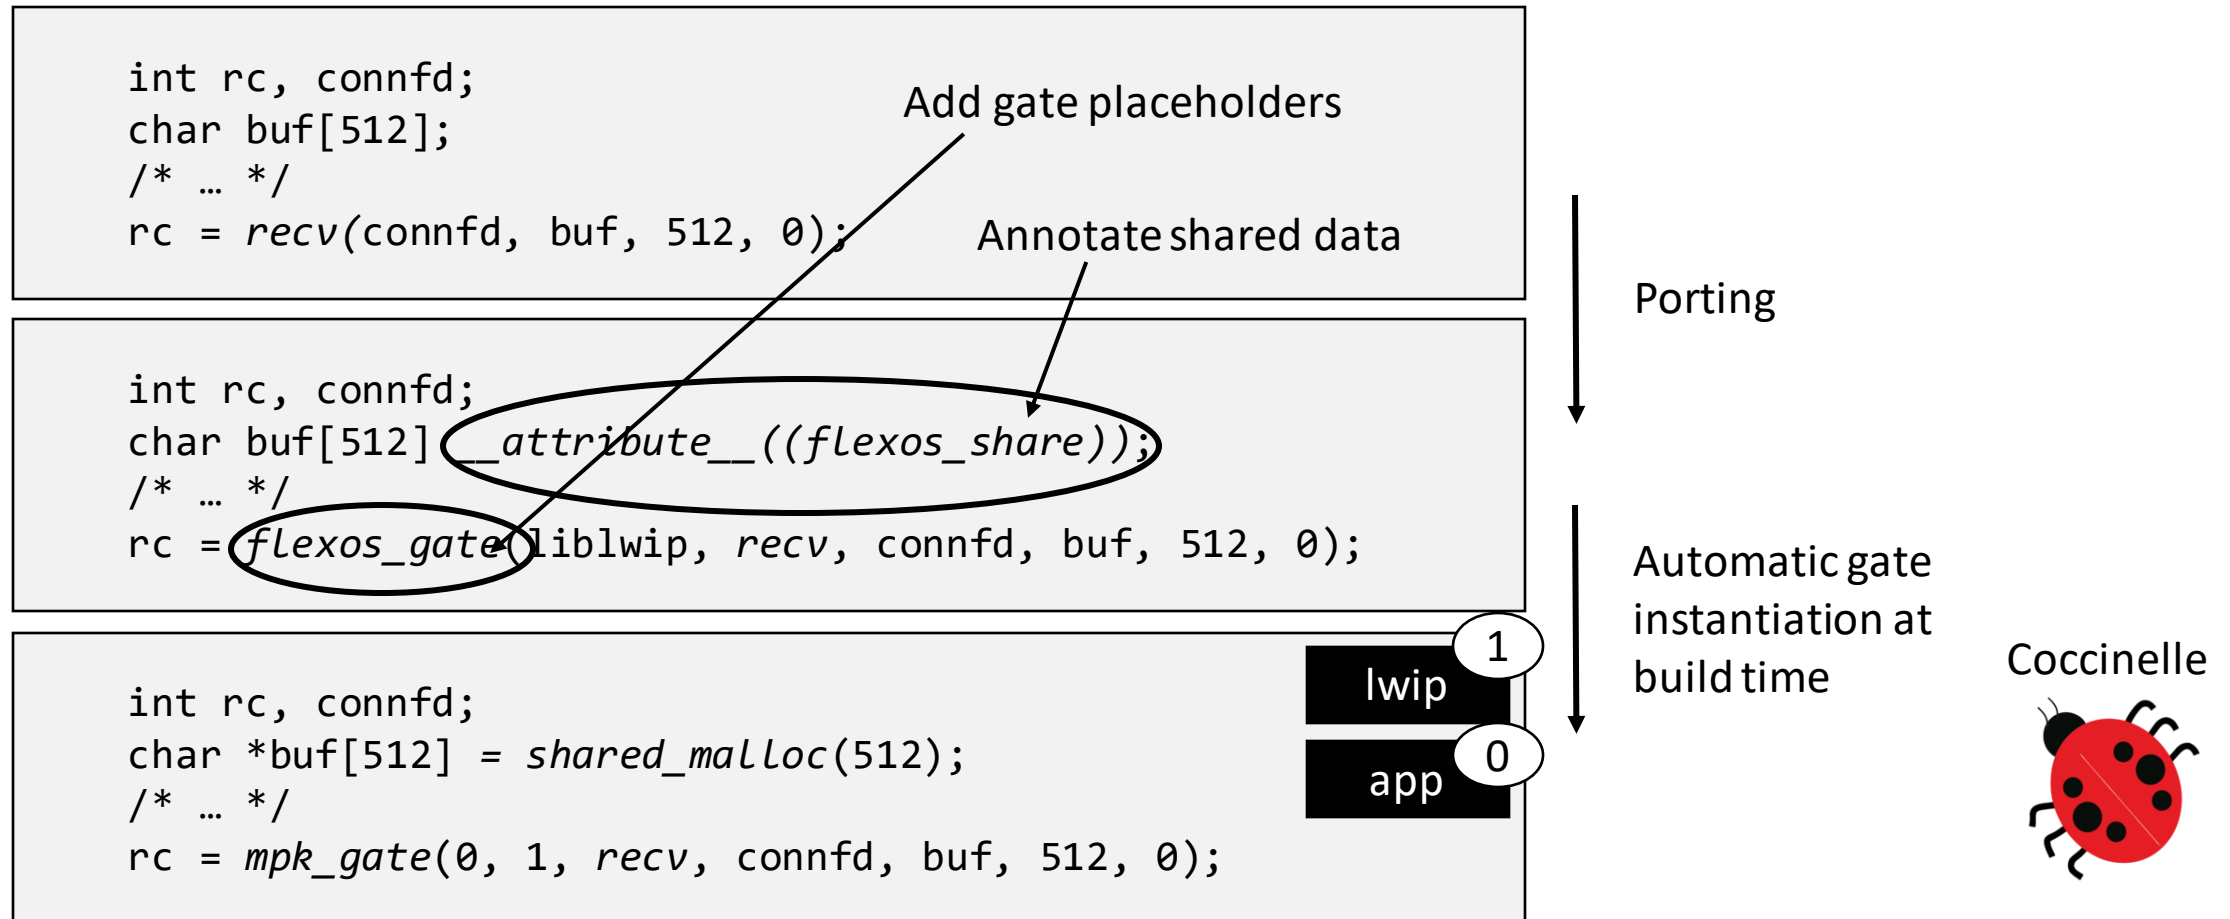 int rc, connfd;
char buf[512];
/* … */
rc = recv(connfd, buf, 512, 0);
Add gate placeholders
Annotate shared data
int rc, connfd;
char buf[512] __attribute__((flexos_share));
/* … */
rc = flexos_gate(liblwip, recv, connfd, buf, 512, 0);
int rc, connfd;
char *buf[512] = shared_malloc(512);
/* … */
rc = mpk_gate(0, 1, recv, connfd, buf, 512, 0);
lwip
1
app
0
Porting
Automatic gate
instantiation at
build time
Coccinelle